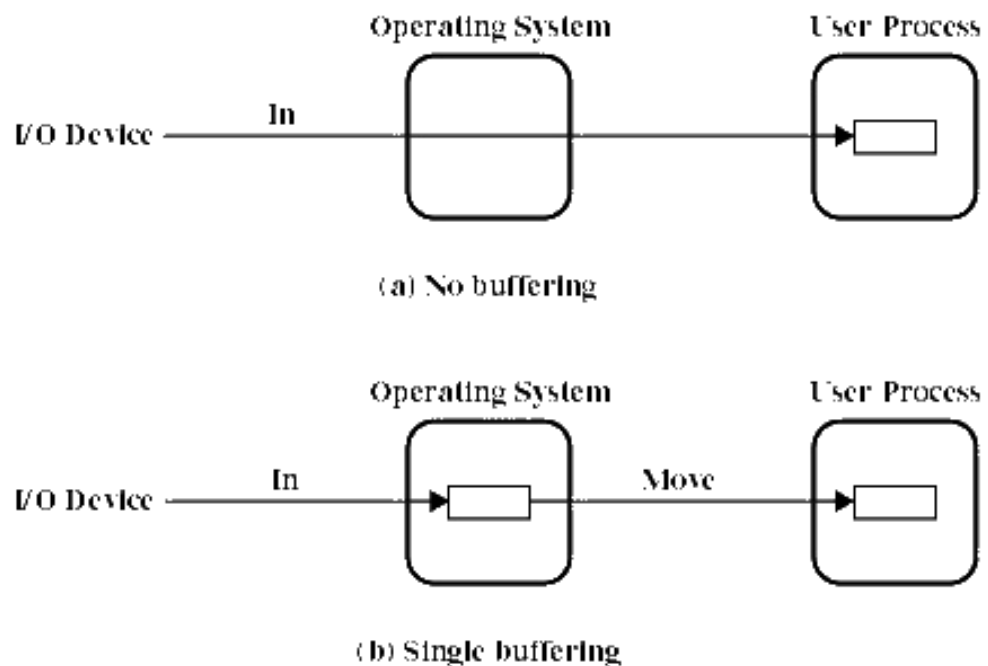 Operating System User Process
In
I/O Device
(a) No buffering
Operating System User Process
In Move
I/O Device
(b) Single buffering